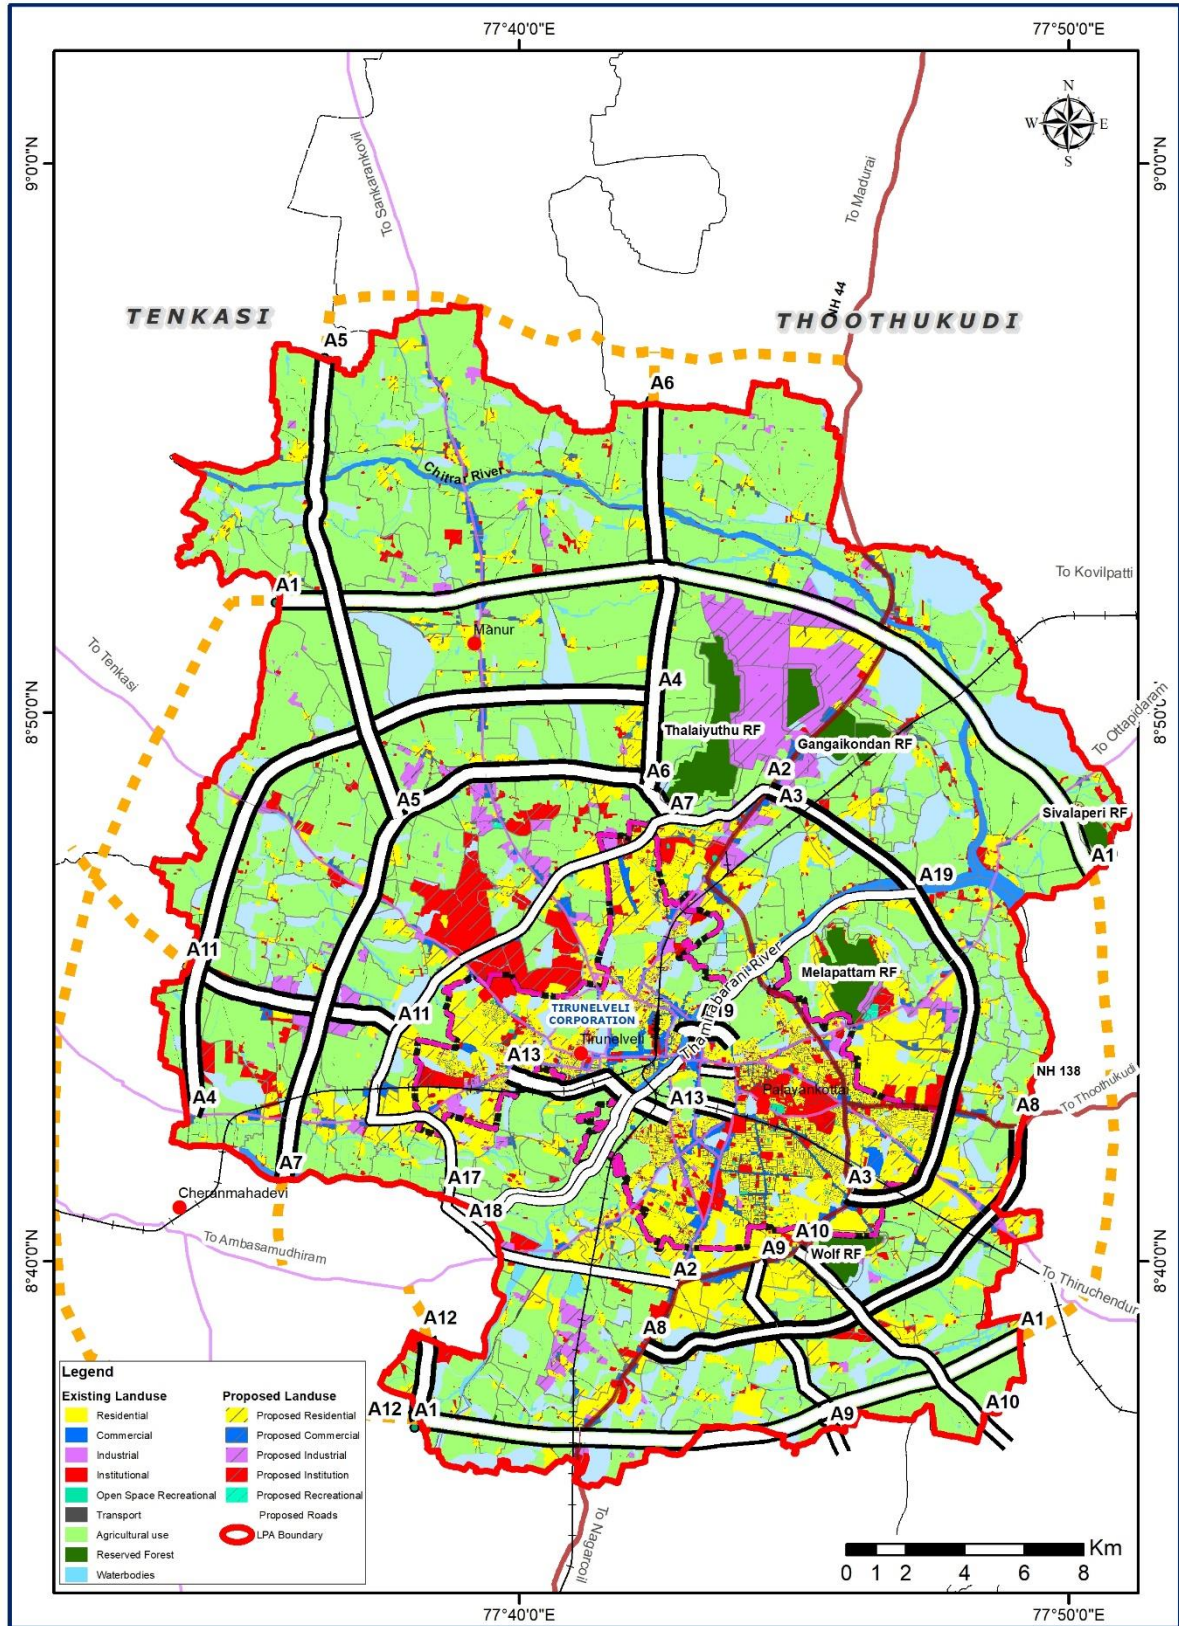 77°40'0"E
77°50'0"E
N
W
E
S
9°0'0"N
9°0'0"N
To Sankarankovil
To Madurai
NH 44
TENKASI
THOOTHUKUDI
A5
A6
Chittar River
To Kovilpatti
A1
Manur
To Tenkasi
A4
8°50'0"N
8°50'0"N
Thalaiyuthu RF
Gangaikondan RF
To Ottapidaram
A6
A2
A5
A7
A3
Sivalaperi RF
A1
A19
A11
Melapattam RF
Thamirabarani River
TIRUNELVELI
CORPORATION
A11
Tirunelveli
A13
NH 138
To Thoothukudi
Palayankottai
A4
A13
A8
A7
A17
A3
Cheranmahadevi
A18
To Ambasamudhiram
A10
A9
Wolf RF
8°40'0"N
8°40'0"N
A2
To Thiruchendur
A12
A8
A1
A12
A1
A9
A10
Legend
Existing Landuse
Residential
Commercial
Industrial
Institutional
Open Space Recreational
Transport
Agricultural use
Reserved Forest
Waterbodies
Proposed Landuse
Proposed Residential
Proposed Commercial
Proposed Industrial
Proposed Institution
Proposed Recreational
Proposed Roads
LPA Boundary
To Nagarcoil
Km
0 1 2 4 6 8
77°40'0"E
77°50'0"E